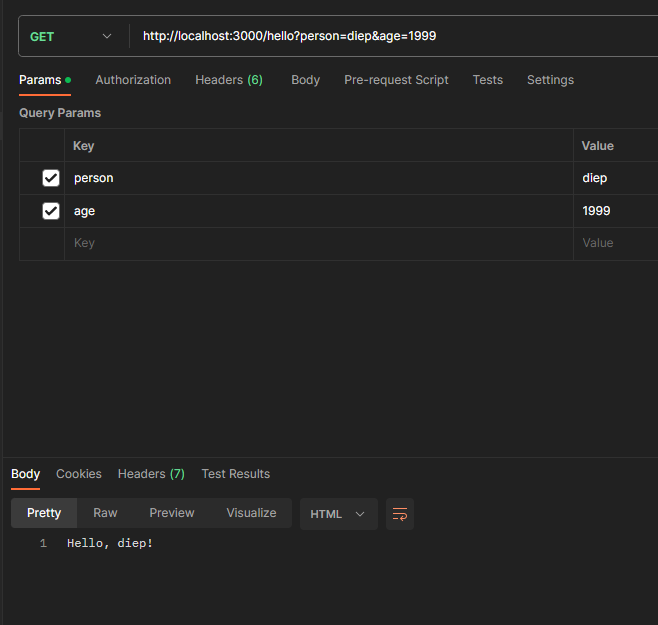 GET http://localhost:3000/hello?person=diep&age=1999
Params Authorization Headers (6) Body Pre-request Script Tests Settings
Query Params
Key Value
person diep
age 1999
Key Value
Body Cookies Headers (7) Test Results
Pretty Raw Preview Visualize HTML
1 Hello, diep!